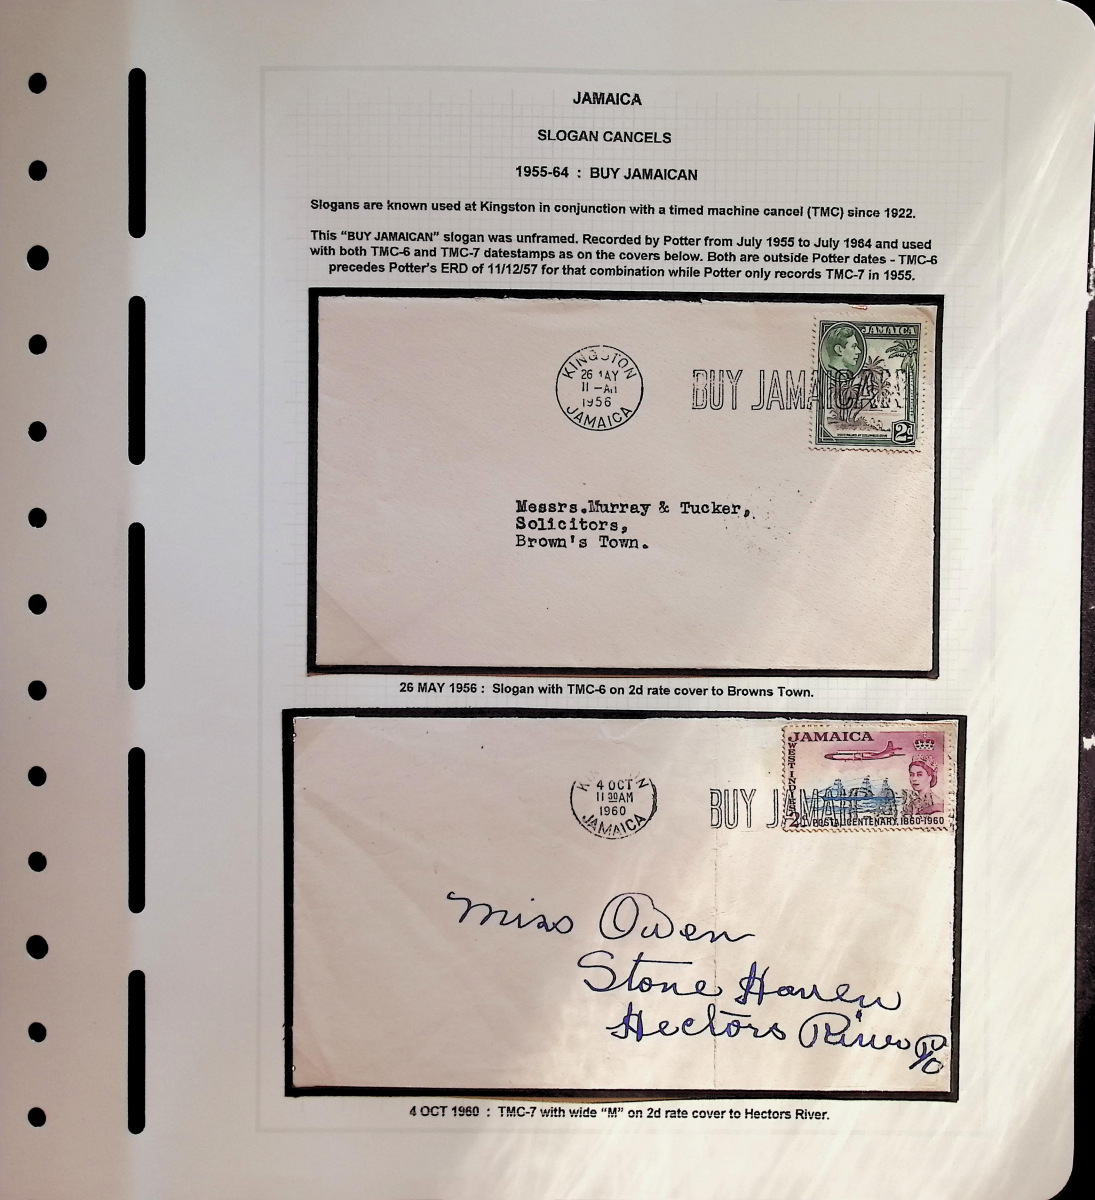 JAMAICA
SLOGAN CANCELS
1955-64 : BUY JAMAICAN
Slogans are known used at Kingston in conjunction with a timed machine cancel (TMC) since 1922.
This “BUY JAMAICAN” slogan was unframed. Recorded by Potter from July 1955 to July 1964 and used
with both TMC-6 and TMC-7 datestamps as on the covers below. Both are outside Potter dates - TMC-6
precedes Potter's ERD of 11/12/57 for that combination while Potter only records TMC-7 in 1955.
KINGSTON
26 MAY
11 - AM
1956
JAMAICA
BUY JAMAICAN
JAMAICA
2d
Messrs.Murray & Tucker,
Solicitors,
Brown's Town.
26 MAY 1956 : Slogan with TMC-6 on 2d rate cover to Browns Town.
4 OCT
11 30AM
1960
JAMAICA
BUY JAMAICAN
JAMAICA
WEST INDIES
2d
POSTAL CENTENARY, 1860-1960
Miss Owen
Stone Haven
Hectors River P/O
4 OCT 1960 : TMC-7 with wide “M” on 2d rate cover to Hectors River.